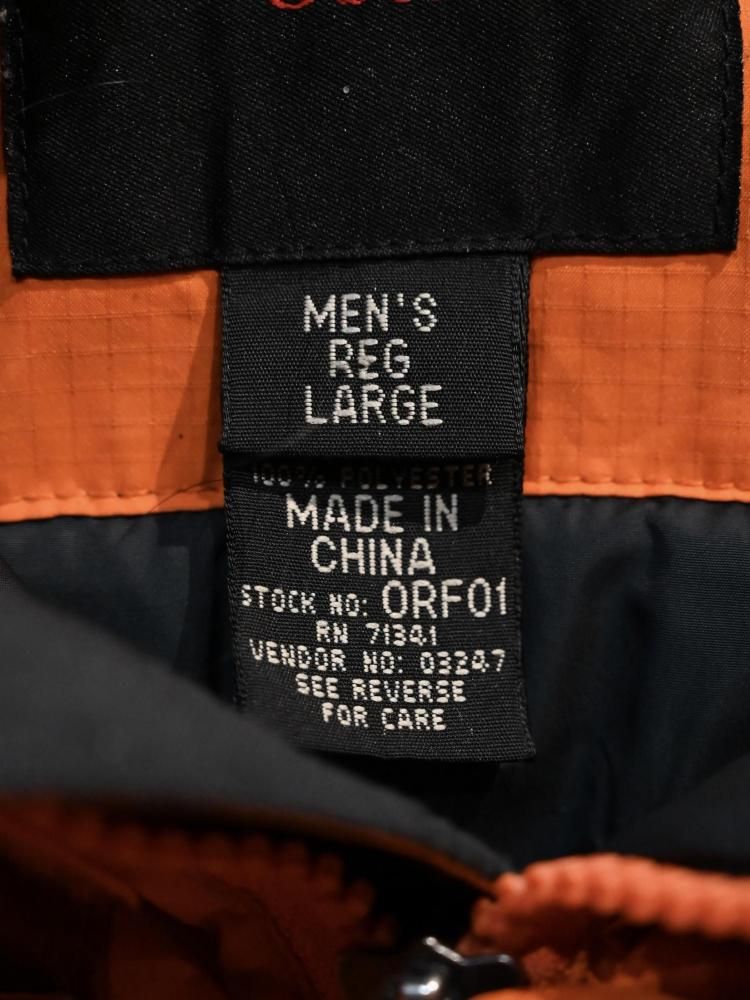 MEN'S
REG
LARGE
100% POLYESTER
MADE IN
CHINA
STOCK NO: ORF01
RN 71341
VENDOR NO: 03247
SEE REVERSE
FOR CARE